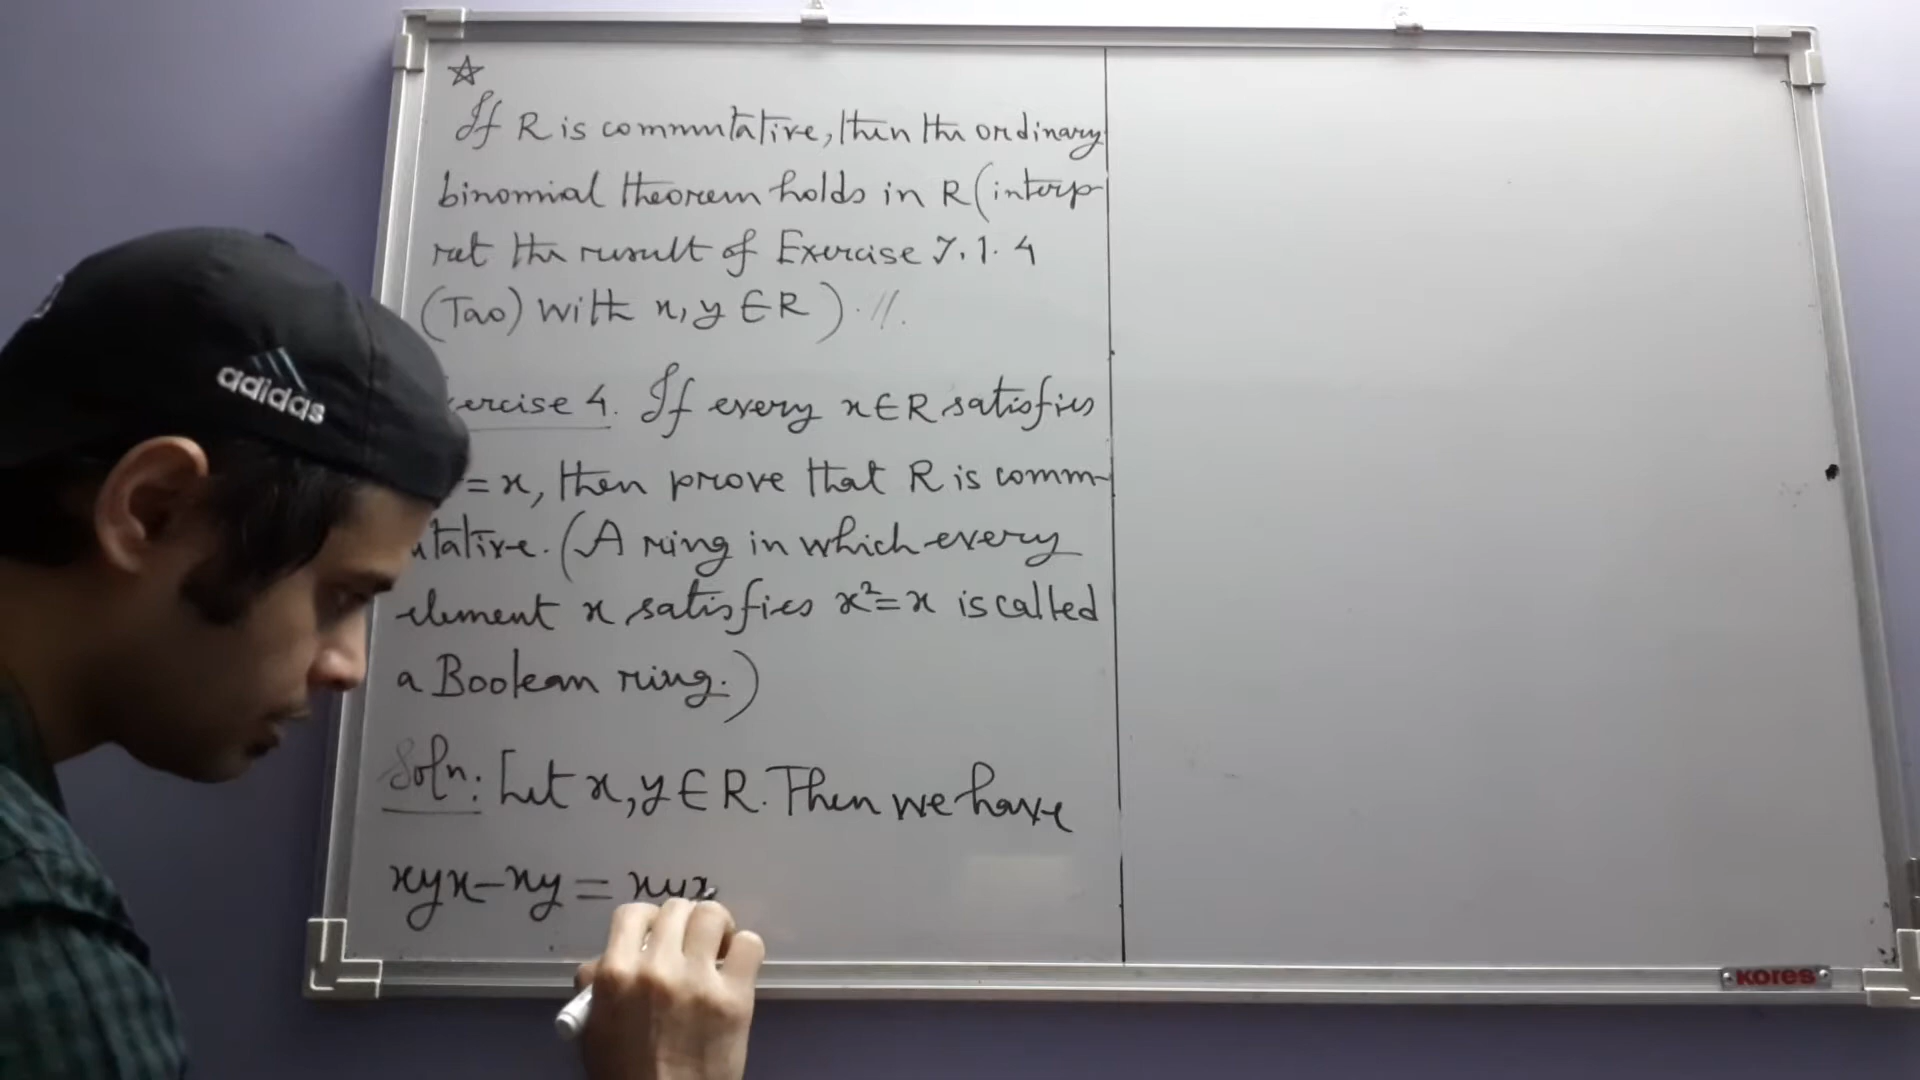 ☆
If R is commutative, then the ordinary
binomial theorem holds in R (interp-
ret the result of Exercise 7.1.4
(Tao) with x, y ∈ R). //.
ercise 4. If every x ∈ R satisfies
= x, then prove that R is comm-
utative. (A ring in which every
element x satisfies x² = x is called
a Boolean ring.)
Soln: Let x, y ∈ R. Then we have
xyx - xy = xyx
adidas
KORES